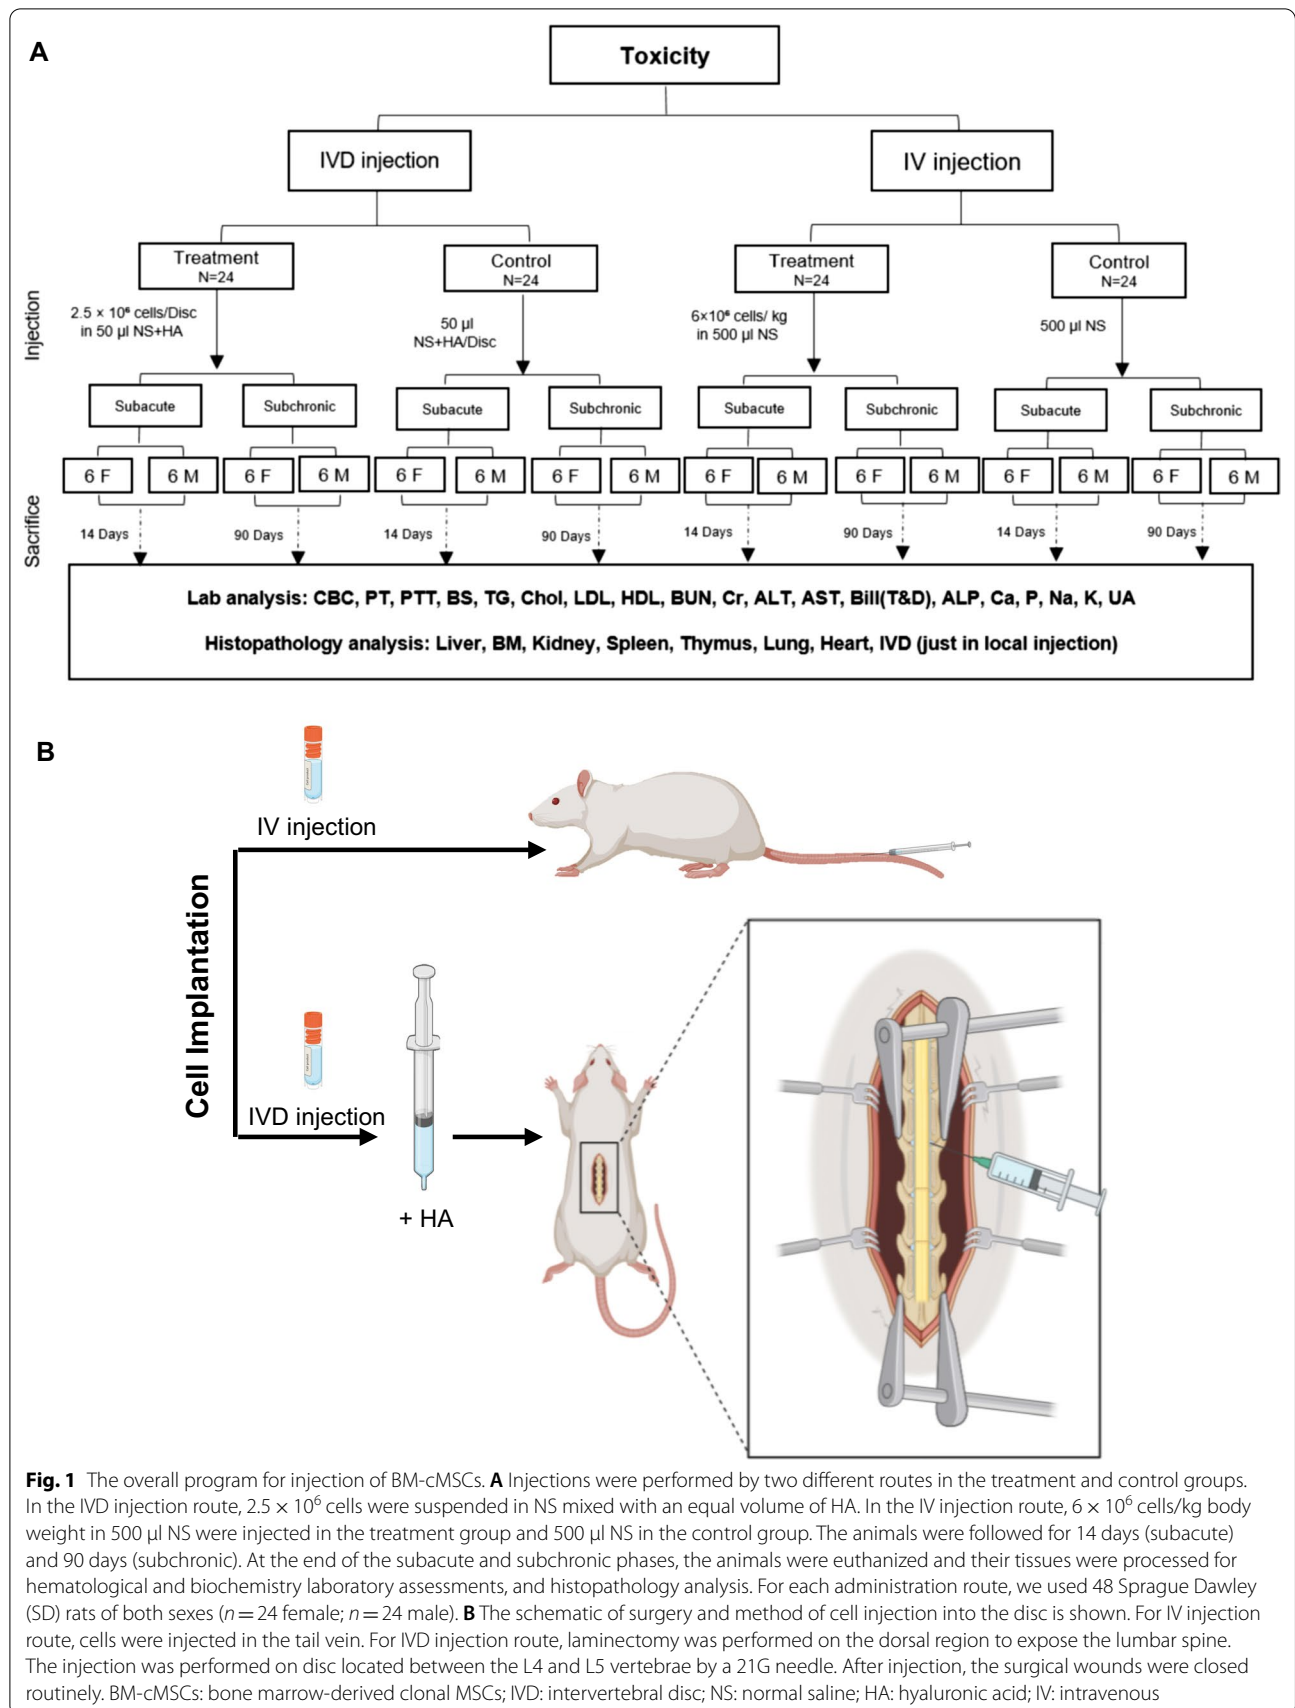 A
Toxicity
IVD injection
IV injection
Treatment
N=24
Control
N=24
Treatment
N=24
Control
N=24
Injection
2.5 × 10⁶ cells/Disc
in 50 µl NS+HA
50 µl
NS+HA/Disc
6×10⁶ cells/ kg
in 500 µl NS
500 µl NS
Subacute
Subchronic
Subacute
Subchronic
Subacute
Subchronic
Subacute
Subchronic
6 F
6 M
6 F
6 M
6 F
6 M
6 F
6 M
6 F
6 M
6 F
6 M
6 F
6 M
6 F
6 M
Sacrifice
14 Days
90 Days
14 Days
90 Days
14 Days
90 Days
14 Days
90 Days
Lab analysis: CBC, PT, PTT, BS, TG, Chol, LDL, HDL, BUN, Cr, ALT, AST, Bill(T&D), ALP, Ca, P, Na, K, UA
Histopathology analysis: Liver, BM, Kidney, Spleen, Thymus, Lung, Heart, IVD (just in local injection)
B
IV injection
Cell Implantation
IVD injection
+ HA
Fig. 1 The overall program for injection of BM-cMSCs. A Injections were performed by two different routes in the treatment and control groups.
In the IVD injection route, 2.5 × 10⁶ cells were suspended in NS mixed with an equal volume of HA. In the IV injection route, 6 × 10⁶ cells/kg body
weight in 500 µl NS were injected in the treatment group and 500 µl NS in the control group. The animals were followed for 14 days (subacute)
and 90 days (subchronic). At the end of the subacute and subchronic phases, the animals were euthanized and their tissues were processed for
hematological and biochemistry laboratory assessments, and histopathology analysis. For each administration route, we used 48 Sprague Dawley
(SD) rats of both sexes (n = 24 female; n = 24 male). B The schematic of surgery and method of cell injection into the disc is shown. For IV injection
route, cells were injected in the tail vein. For IVD injection route, laminectomy was performed on the dorsal region to expose the lumbar spine.
The injection was performed on disc located between the L4 and L5 vertebrae by a 21G needle. After injection, the surgical wounds were closed
routinely. BM-cMSCs: bone marrow-derived clonal MSCs; IVD: intervertebral disc; NS: normal saline; HA: hyaluronic acid; IV: intravenous